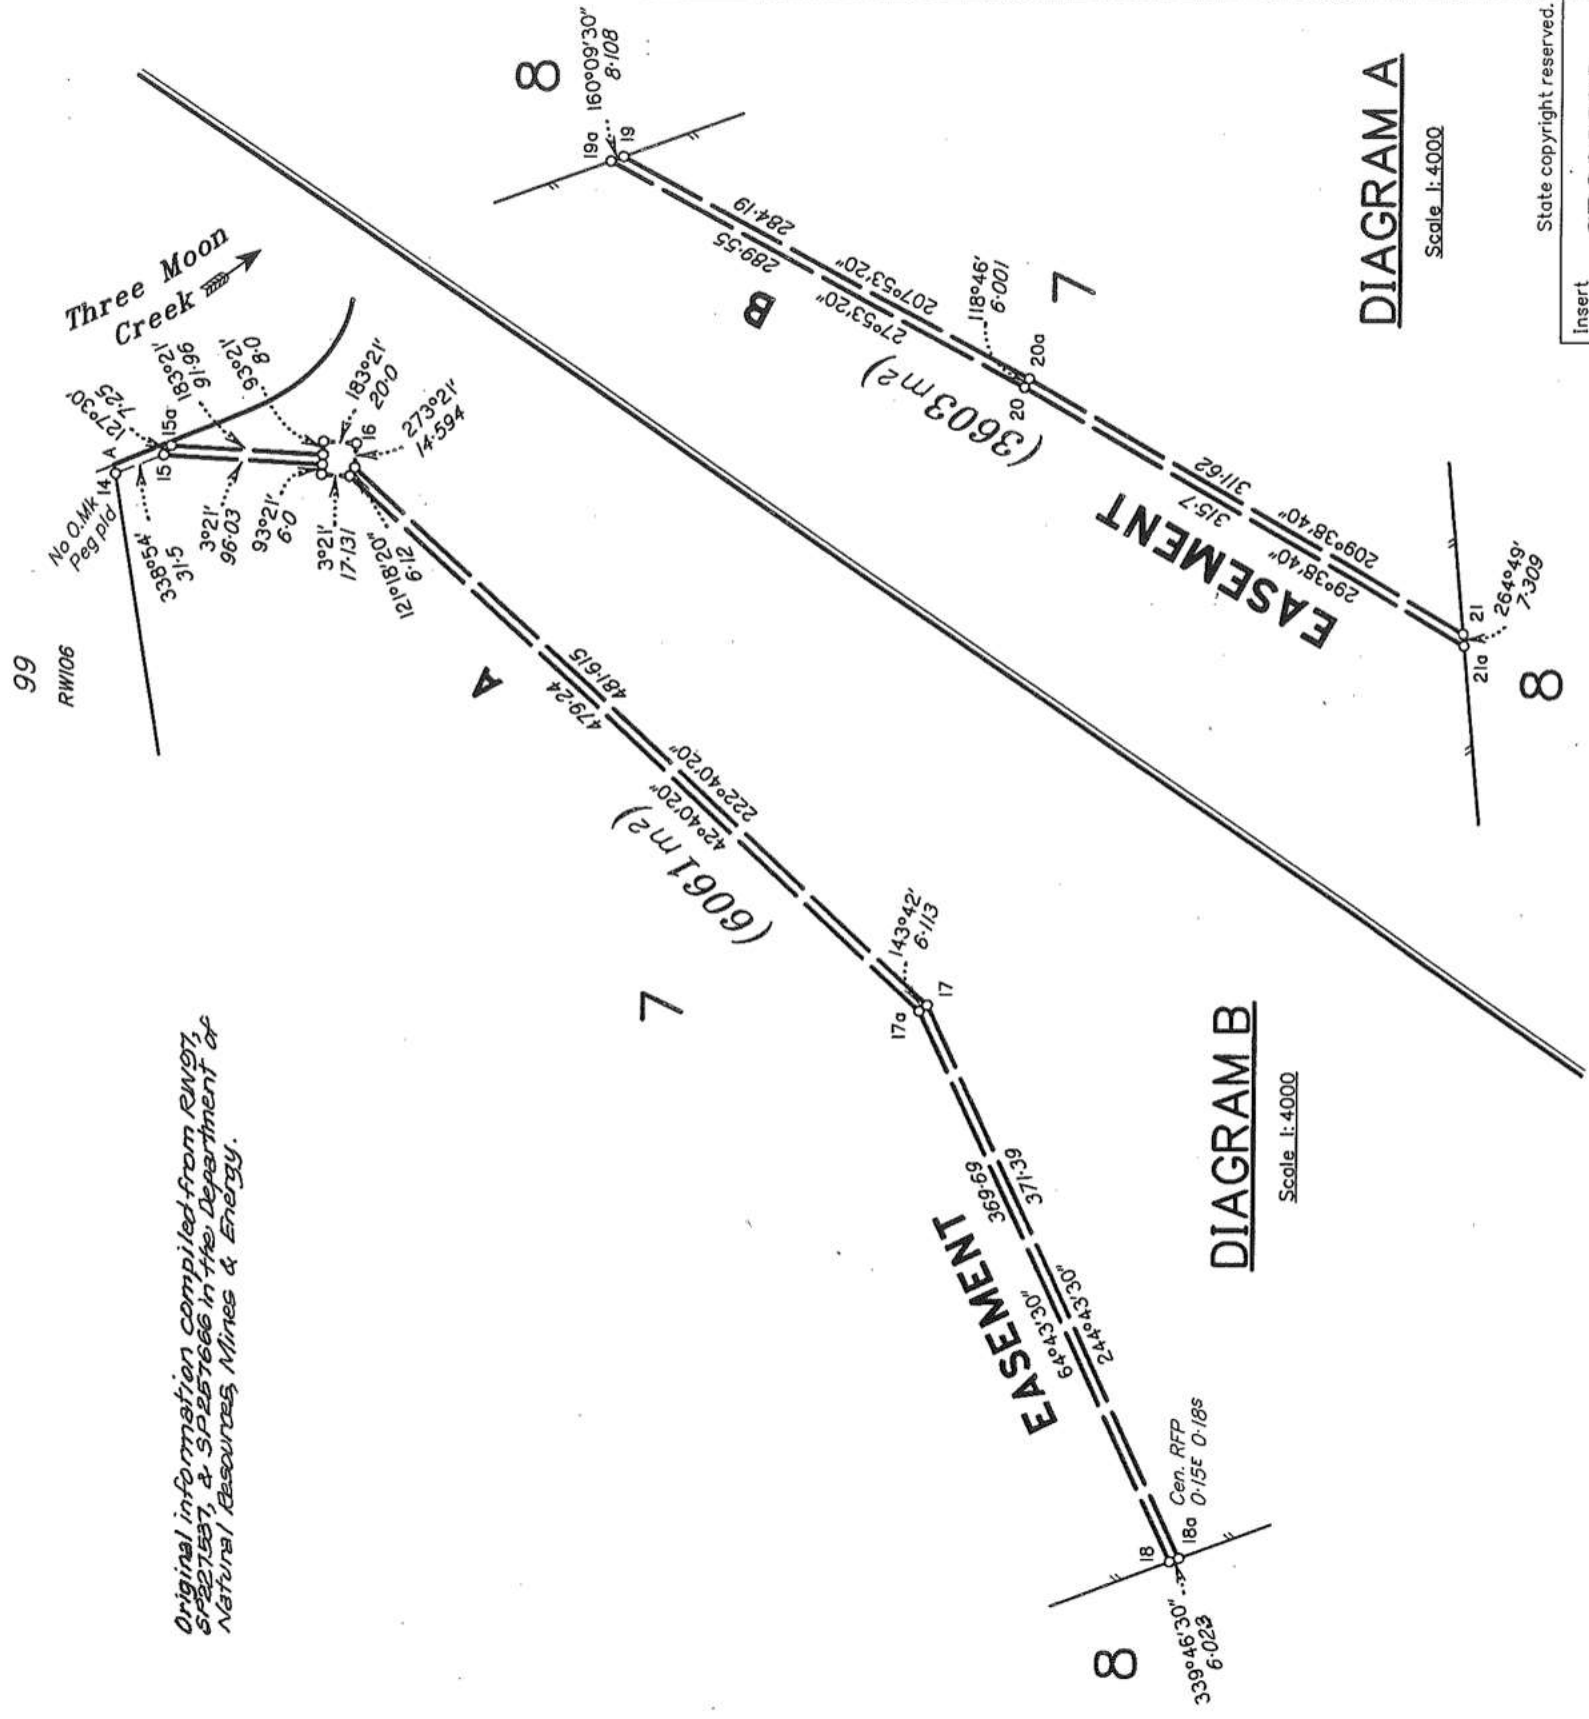 99
RW106
Original information compiled from RW97,
SP227587, & SP257666 in the Department of
Natural Resources, Mines & Energy.
No O.Mk
Peg pld
14
A
127°30'
7·25
15
15a
338°54'
31·5
Three Moon
Creek
183°21'
91·96
3°21'
96·03
93°21'
8·0
93°21'
6·0
183°21'
20·0
16
3°21'
17·131
273°21'
14·594
121°18'20"
6·12
A
479·24
481·615
42°40'20"
222°40'20"
(6061 m²)
7
143°42'
6·113
17a
17
369·69
371·39
EASEMENT
64°43'30"
244°43'30"
18
18a
Cen. RFP
0·15E 0·18S
339°46'30"
6·023
8
DIAGRAM B
Scale 1:4000
8
160°09'30"
8·108
19a
19
289·55
284·19
B
27°53'20"
207°53'20"
118°46'
6·001
7
20
20a
(3603 m²)
315·7
311·62
EASEMENT
29°38'40"
209°38'40"
21
21a
264°49'
7·309
8
DIAGRAM A
Scale 1:4000
State copyright reserved.
Insert